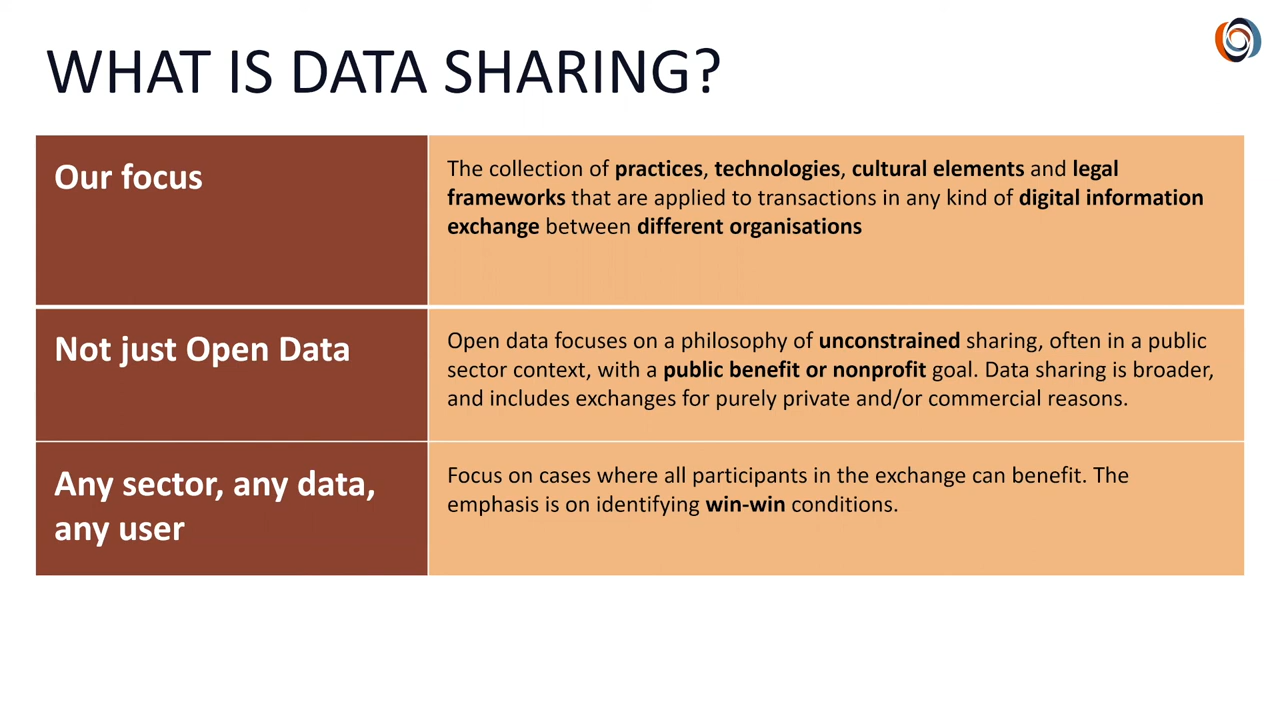 WHAT IS DATA SHARING?
Our focus
The collection of practices, technologies, cultural elements and legal
frameworks that are applied to transactions in any kind of digital information
exchange between different organisations
Not just Open Data
Open data focuses on a philosophy of unconstrained sharing, often in a public
sector context, with a public benefit or nonprofit goal. Data sharing is broader,
and includes exchanges for purely private and/or commercial reasons.
Any sector, any data,
any user
Focus on cases where all participants in the exchange can benefit. The
emphasis is on identifying win-win conditions.